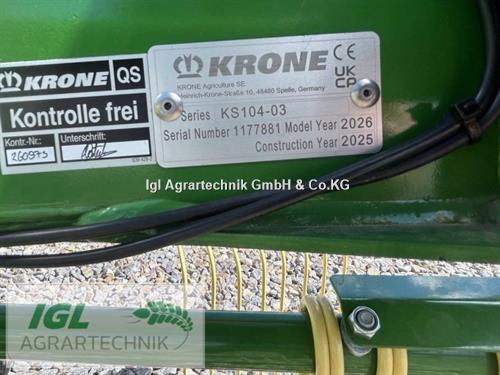 KRONE QS
Kontrolle frei
Kontr.-Nr.:
Unterschrift:
KRONE
CE
UK
CA
KRONE Agriculture SE
Heinrich-Krone-Straße 10, 48480 Spelle, Germany
Series KS104-03
Serial Number 1177881 Model Year 2026
Construction Year 2025
Igl Agrartechnik GmbH & Co.KG
IGL
AGRARTECHNIK